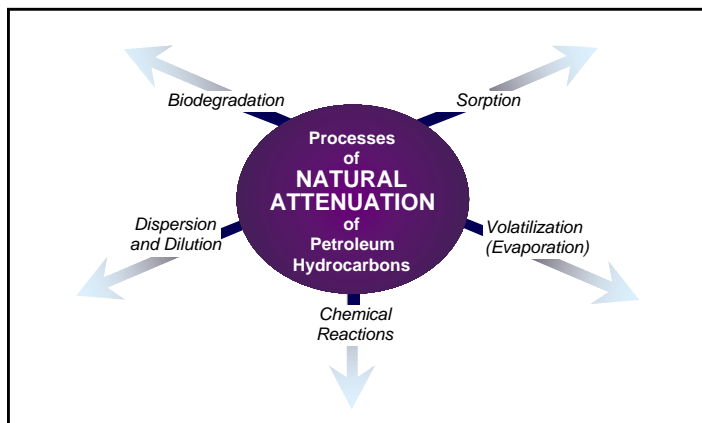 Biodegradation
Sorption
Processes
of
NATURAL
ATTENUATION
of
Petroleum
Hydrocarbons
Dispersion
and Dilution
Volatilization
(Evaporation)
Chemical
Reactions